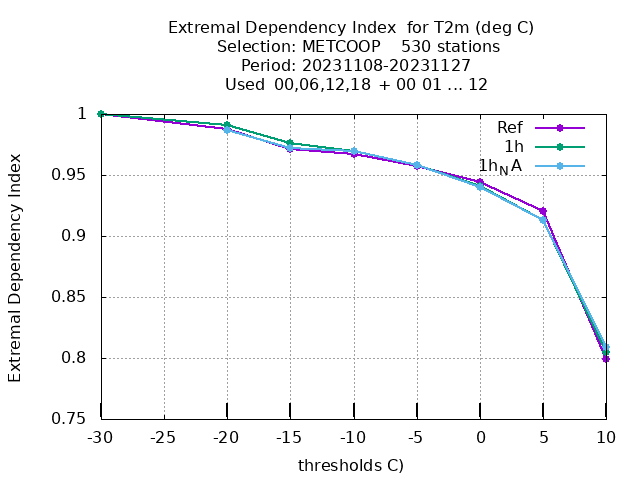 Extremal Dependency Index  for T2m (deg C)
Selection: METCOOP    530 stations
Period: 20231108-20231127
Used  00,06,12,18  + 00 01 ... 12
Extremal Dependency Index
1
0.95
0.9
0.85
0.8
0.75
Ref
1h
1hNA
-30 -25 -20 -15 -10 -5 0 5 10
thresholds C)